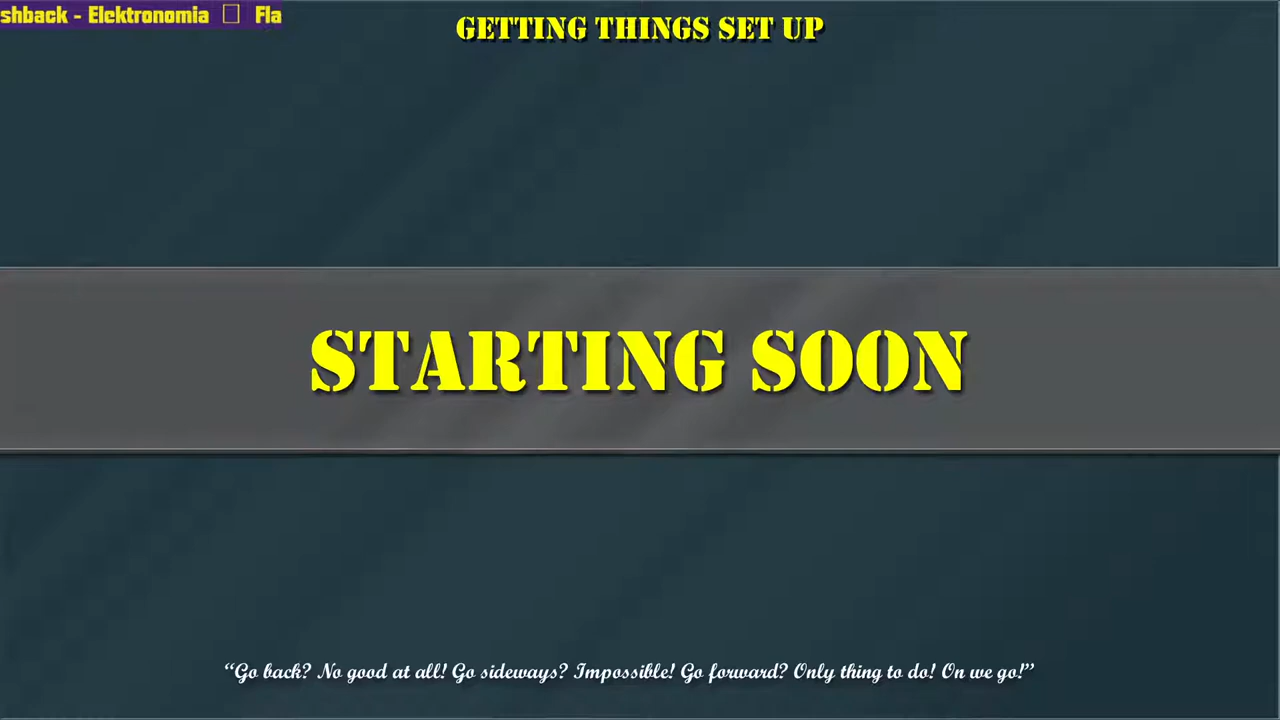 shback - Elektronomia □ Fla
GETTING THINGS SET UP
STARTING SOON
“Go back? No good at all! Go sideways? Impossible! Go forward? Only thing to do! On we go!”